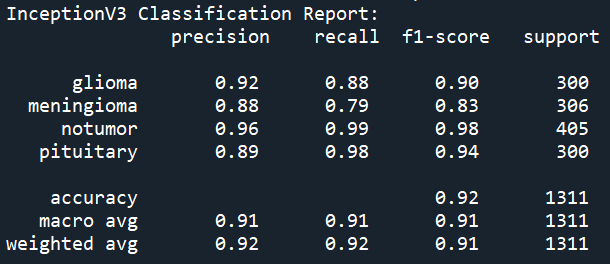 InceptionV3 Classification Report:
precision recall f1-score support
glioma 0.92 0.88 0.90 300
meningioma 0.88 0.79 0.83 306
notumor 0.96 0.99 0.98 405
pituitary 0.89 0.98 0.94 300
accuracy 0.92 1311
macro avg 0.91 0.91 0.91 1311
weighted avg 0.92 0.92 0.91 1311